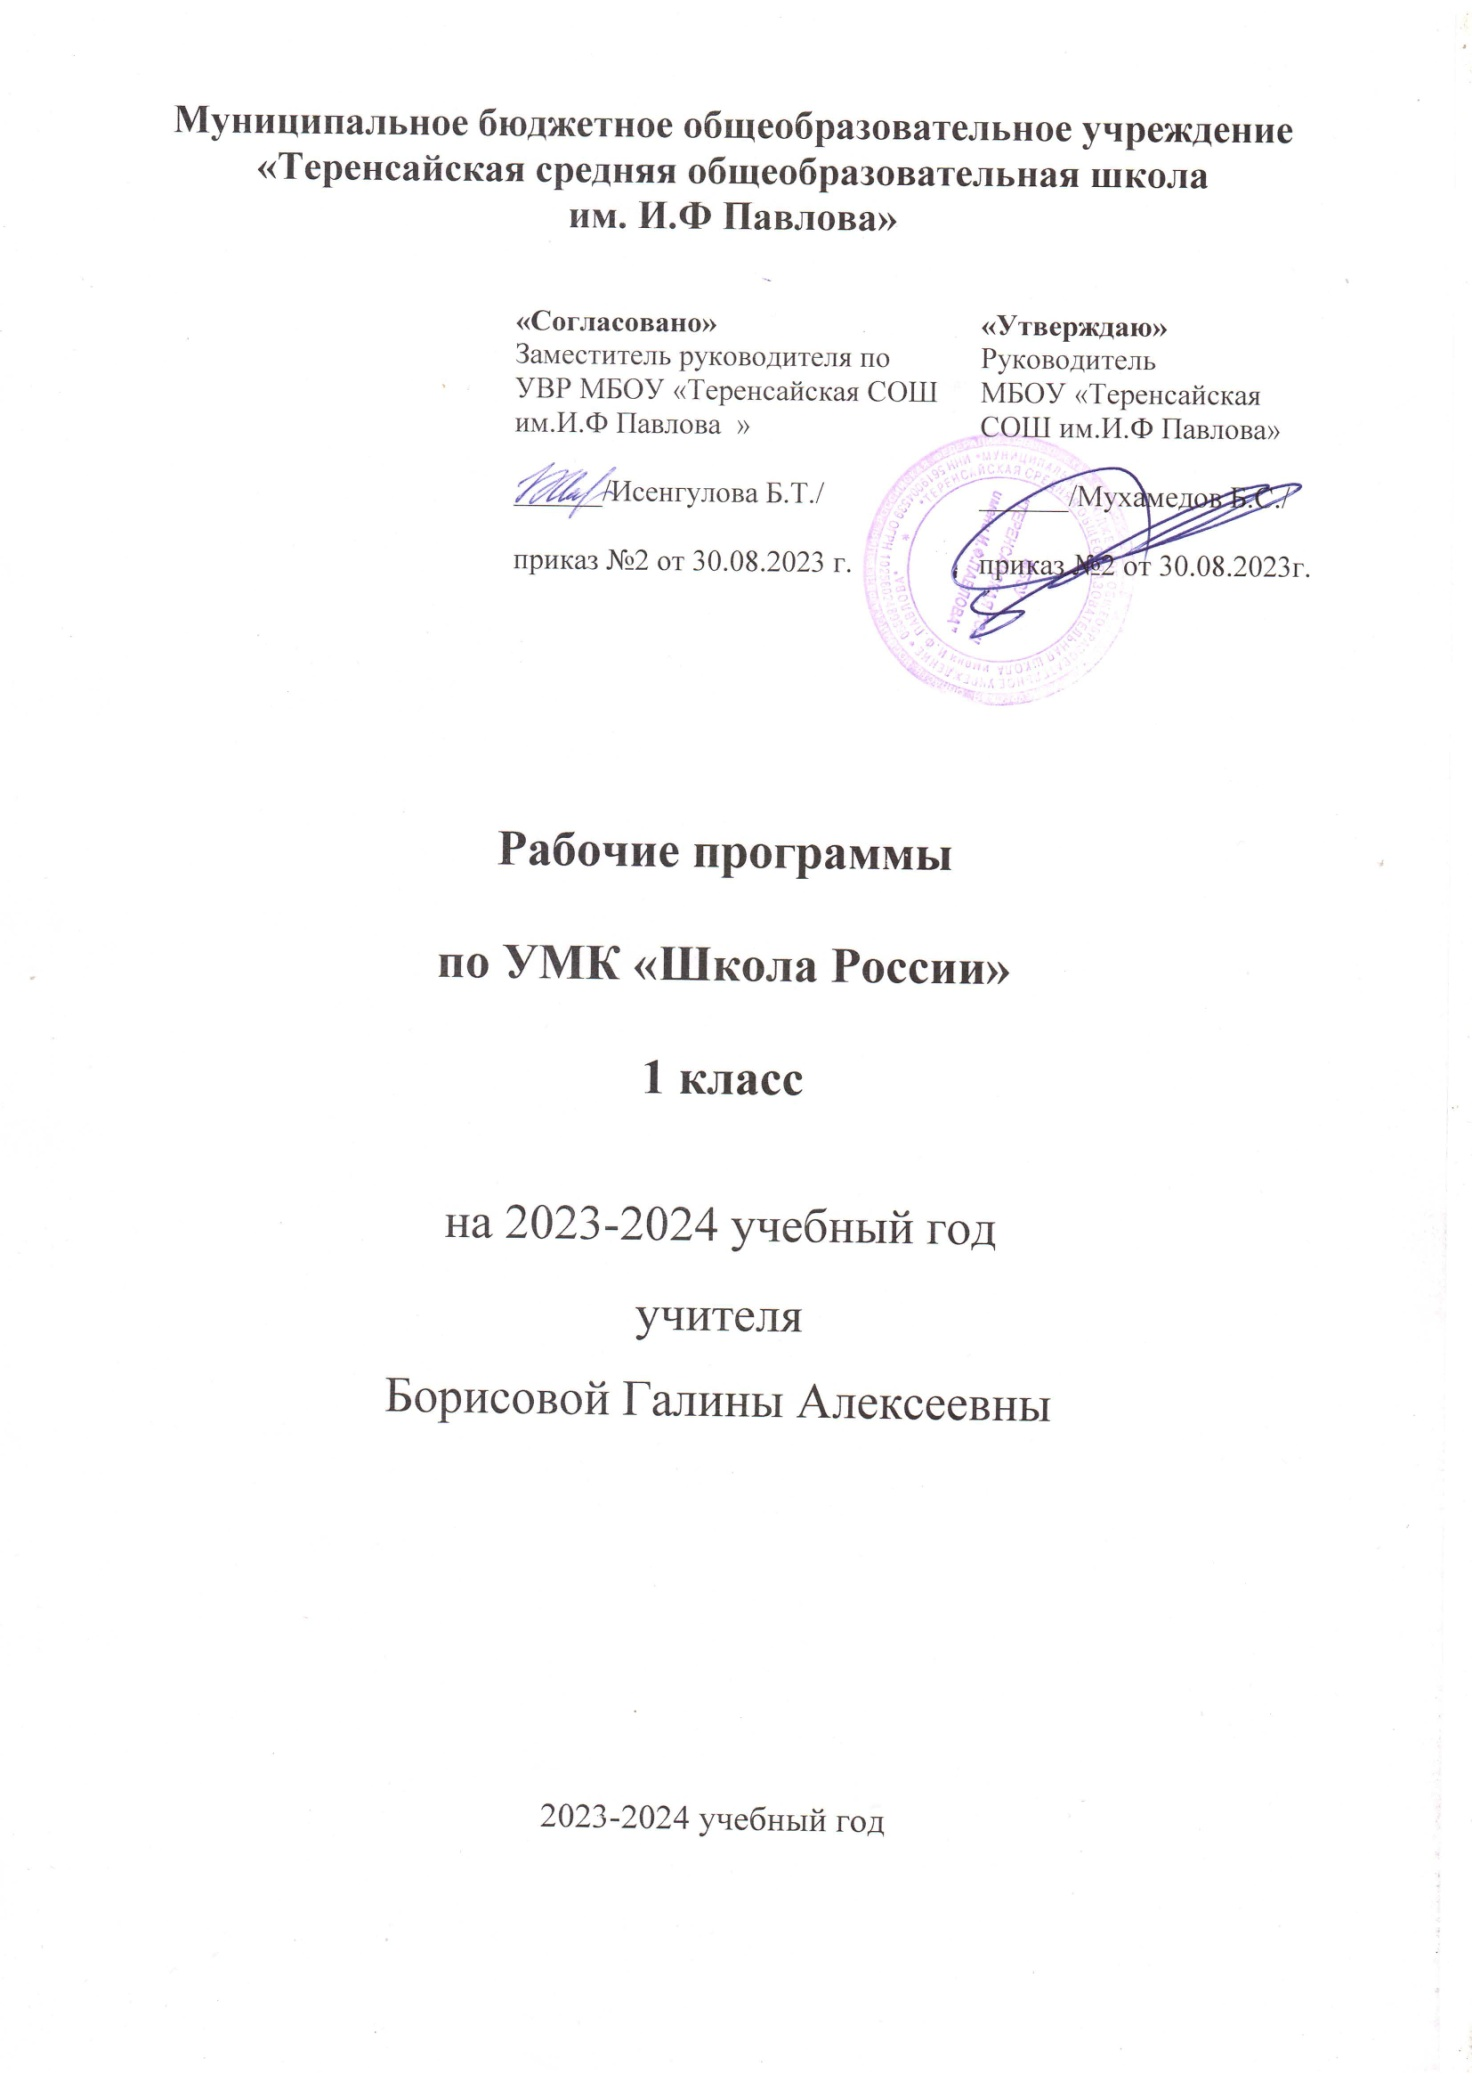 Муниципальное бюджетное общеобразовательное учреждение
«Теренсайская средняя общеобразовательная школа
им. И.Ф Павлова»
«Согласовано»
Заместитель руководителя по
УВР МБОУ «Теренсайская СОШ
им.И.Ф Павлова »
/Исенгулова Б.Т./
приказ №2 от 30.08.2023 г.
«Утверждаю»
Руководитель
МБОУ «Теренсайская
СОШ им.И.Ф Павлова»
/Мухамедов Б.С./
приказ №2 от 30.08.2023г.
Рабочие программы
по УМК «Школа России»
1 класс
на 2023-2024 учебный год
учителя
Борисовой Галины Алексеевны
2023-2024 учебный год